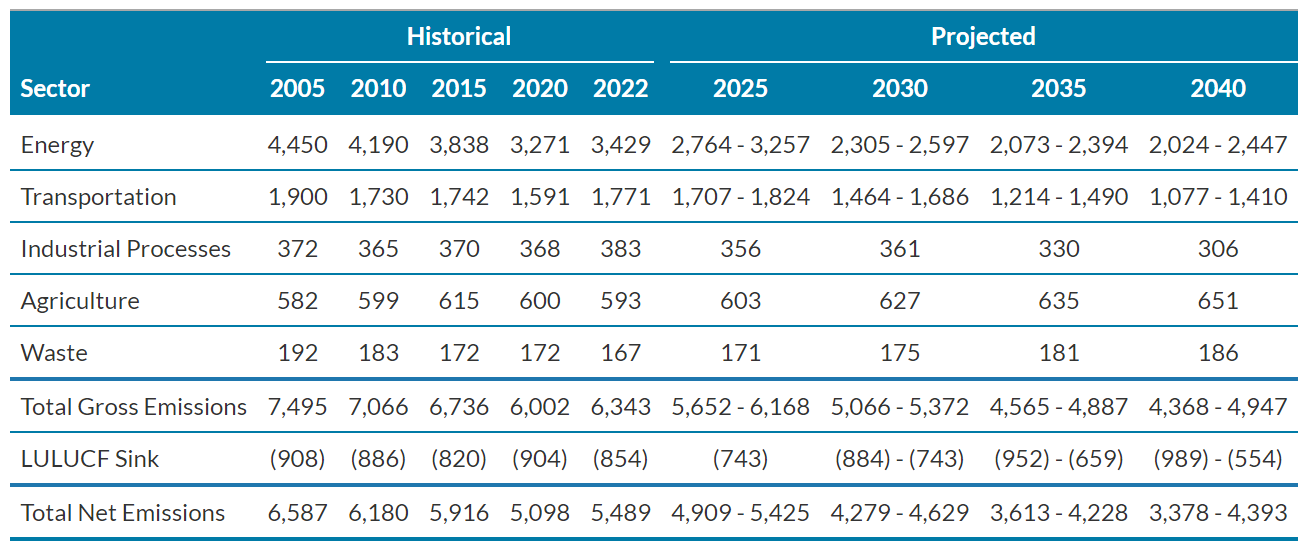 Historical Projected
Sector 2005 2010 2015 2020 2022 2025 2030 2035 2040
Energy 4,450 4,190 3,838 3,271 3,429 2,764 - 3,257 2,305 - 2,597 2,073 - 2,394 2,024 - 2,447
Transportation 1,900 1,730 1,742 1,591 1,771 1,707 - 1,824 1,464 - 1,686 1,214 - 1,490 1,077 - 1,410
Industrial Processes 372 365 370 368 383 356 361 330 306
Agriculture 582 599 615 600 593 603 627 635 651
Waste 192 183 172 172 167 171 175 181 186
Total Gross Emissions 7,495 7,066 6,736 6,002 6,343 5,652 - 6,168 5,066 - 5,372 4,565 - 4,887 4,368 - 4,947
LULUCF Sink (908) (886) (820) (904) (854) (743) (884) - (743) (952) - (659) (989) - (554)
Total Net Emissions 6,587 6,180 5,916 5,098 5,489 4,909 - 5,425 4,279 - 4,629 3,613 - 4,228 3,378 - 4,393